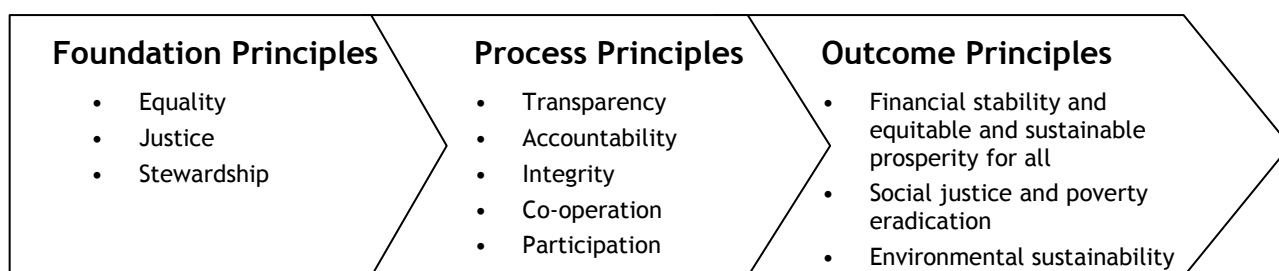 Foundation Principles
• Equality
• Justice
• Stewardship
Process Principles
• Transparency
• Accountability
• Integrity
• Co-operation
• Participation
Outcome Principles
• Financial stability and
equitable and sustainable
prosperity for all
• Social justice and poverty
eradication
• Environmental sustainability